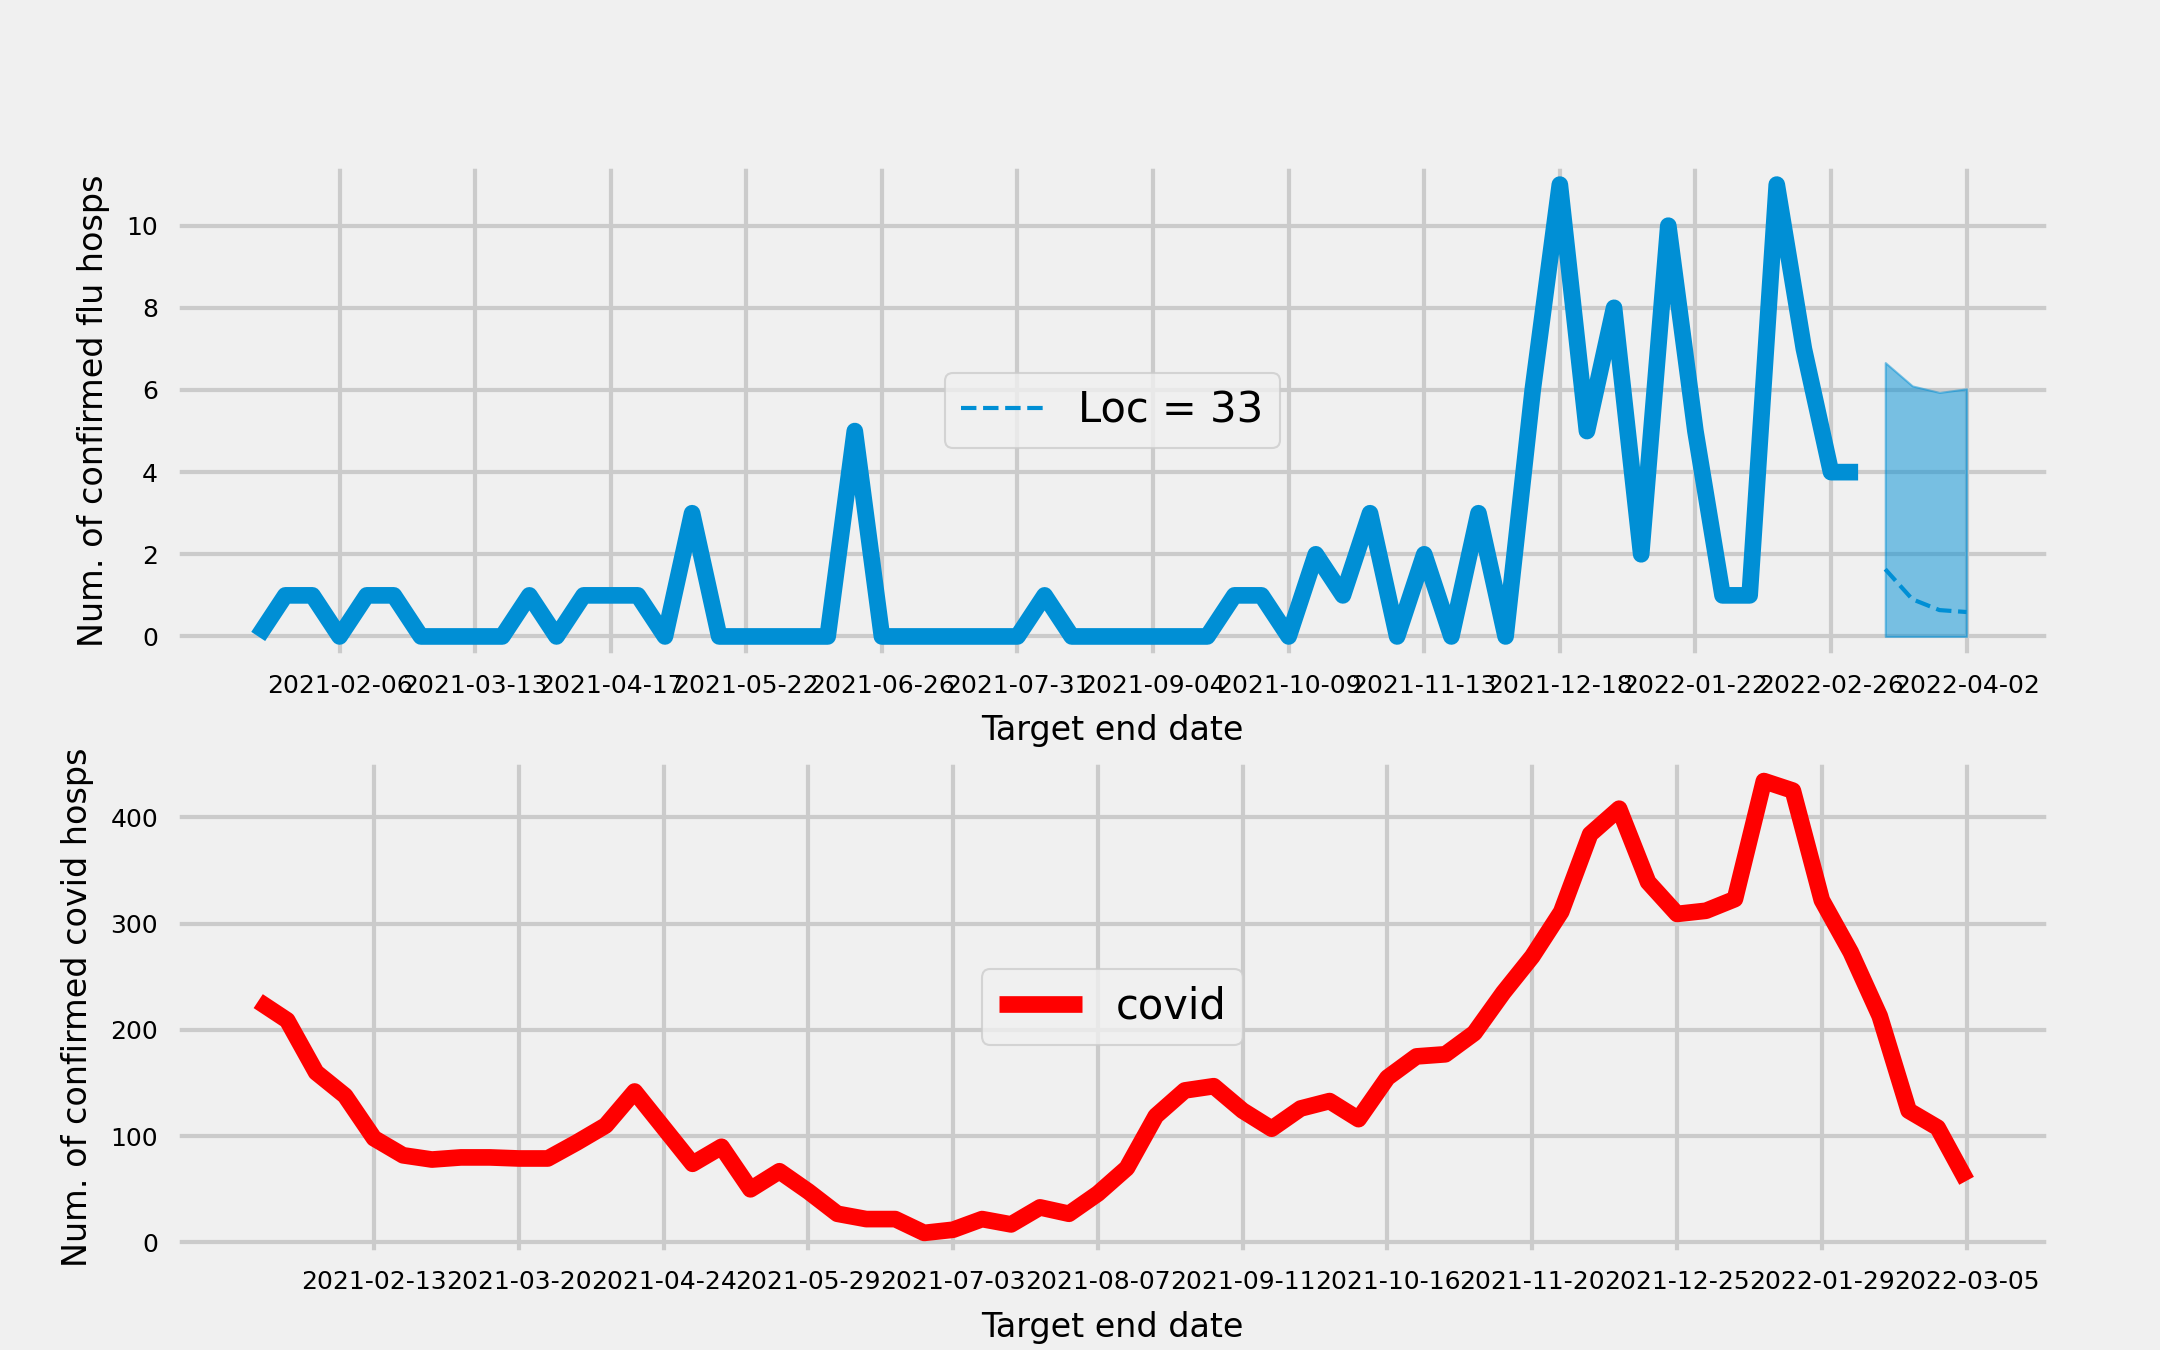 Num. of confirmed flu hosps
10
8
6
4
2
0
Loc = 33
2021-02-06 2021-03-13 2021-04-17 2021-05-22 2021-06-26 2021-07-31 2021-09-04 2021-10-09 2021-11-13 2021-12-18 2022-01-22 2022-02-26 2022-04-02
Target end date
Num. of confirmed covid hosps
400
300
200
100
0
covid
2021-02-13 2021-03-20 2021-04-24 2021-05-29 2021-07-03 2021-08-07 2021-09-11 2021-10-16 2021-11-20 2021-12-25 2022-01-29 2022-03-05
Target end date